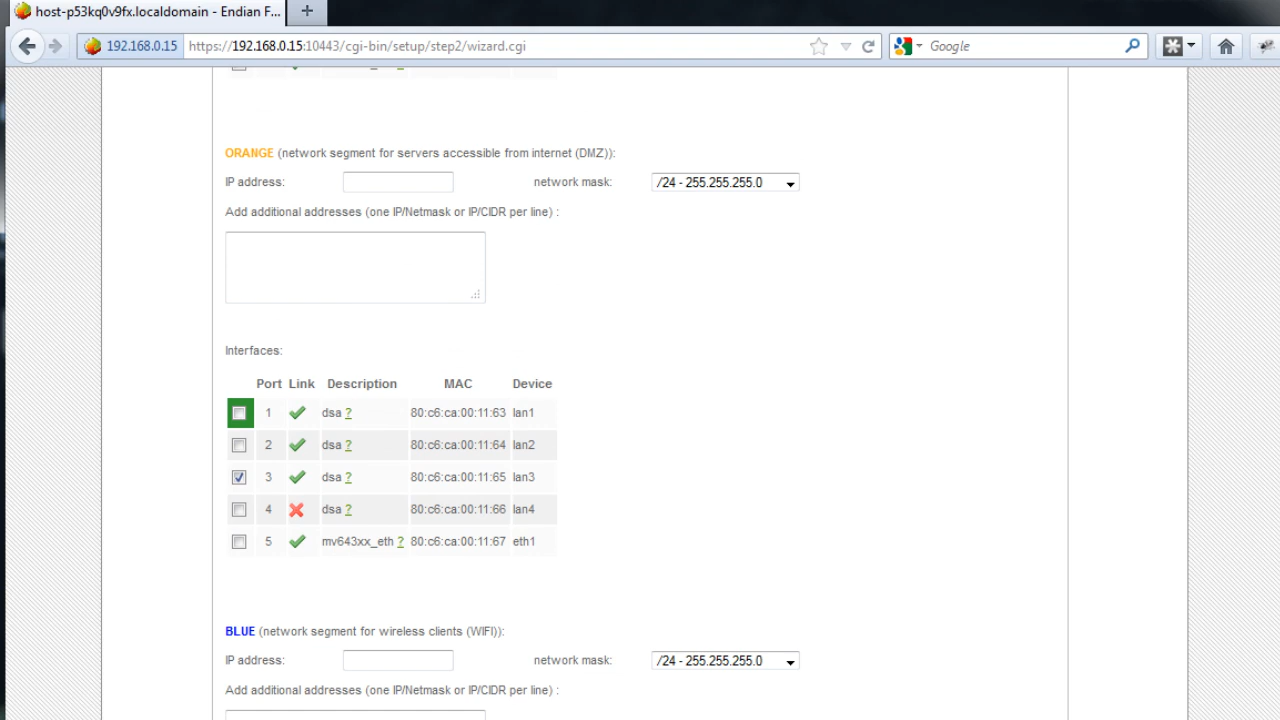 host-p53kq0v9fx.localdomain - Endian F...
192.168.0.15
https://192.168.0.15:10443/cgi-bin/setup/step2/wizard.cgi
Google
ORANGE (network segment for servers accessible from internet (DMZ)):
IP address:
network mask:
/24 - 255.255.255.0
Add additional addresses (one IP/Netmask or IP/CIDR per line) :
Interfaces:
Port Link Description MAC Device
1 dsa ? 80:c6:ca:00:11:63 lan1
2 dsa ? 80:c6:ca:00:11:64 lan2
3 dsa ? 80:c6:ca:00:11:65 lan3
4 dsa ? 80:c6:ca:00:11:66 lan4
5 mv643xx_eth ? 80:c6:ca:00:11:67 eth1
BLUE (network segment for wireless clients (WIFI)):
IP address:
network mask:
/24 - 255.255.255.0
Add additional addresses (one IP/Netmask or IP/CIDR per line) :